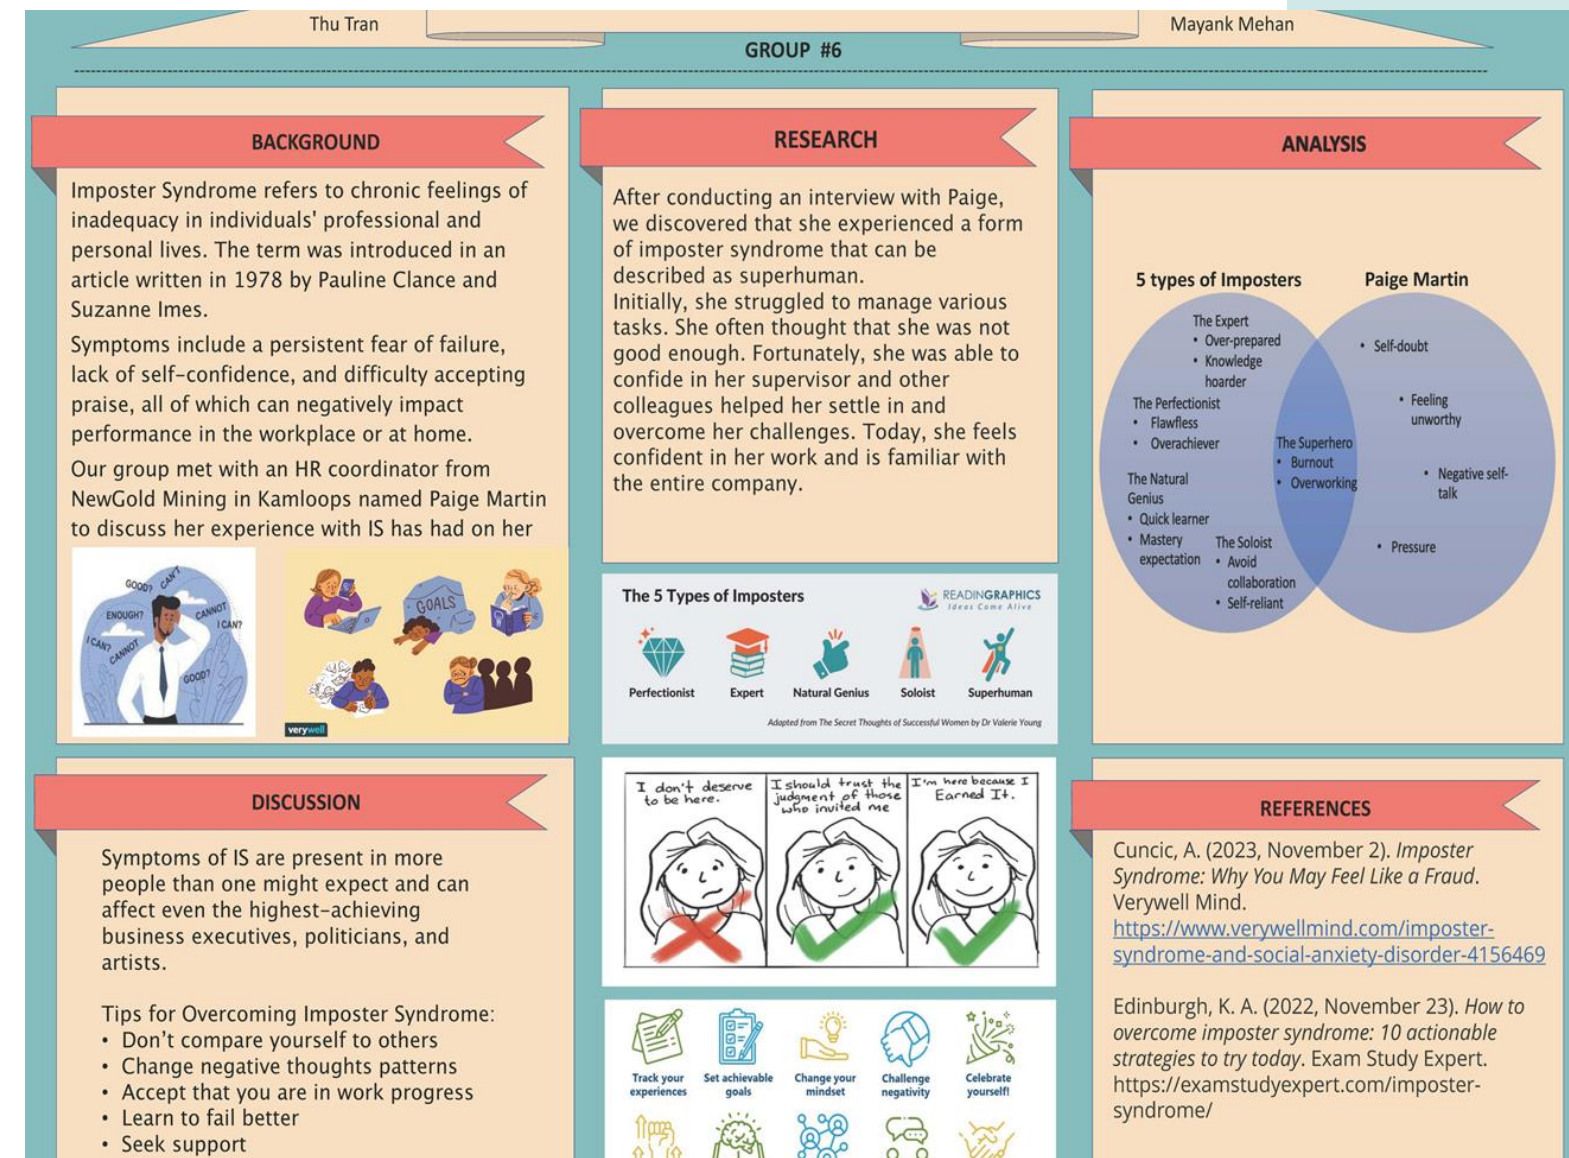 Thu Tran
Mayank Mehan
GROUP #6
BACKGROUND
Imposter Syndrome refers to chronic feelings of
inadequacy in individuals' professional and
personal lives. The term was introduced in an
article written in 1978 by Pauline Clance and
Suzanne Imes.
Symptoms include a persistent fear of failure,
lack of self-confidence, and difficulty accepting
praise, all of which can negatively impact
performance in the workplace or at home.
Our group met with an HR coordinator from
NewGold Mining in Kamloops named Paige Martin
to discuss her experience with IS has had on her
GOOD?
CAN'T
ENOUGH?
CANNOT
I CAN?
I CAN?
CANNOT
GOOD?
GOALS
verywell
RESEARCH
After conducting an interview with Paige,
we discovered that she experienced a form
of imposter syndrome that can be
described as superhuman.
Initially, she struggled to manage various
tasks. She often thought that she was not
good enough. Fortunately, she was able to
confide in her supervisor and other
colleagues helped her settle in and
overcome her challenges. Today, she feels
confident in her work and is familiar with
the entire company.
The 5 Types of Imposters
READINGRAPHICS
Ideas Come Alive
Perfectionist
Expert
Natural Genius
Soloist
Superhuman
Adapted from The Secret Thoughts of Successful Women by Dr Valerie Young
ANALYSIS
5 types of Imposters
Paige Martin
The Expert
• Over-prepared
• Knowledge
hoarder
The Perfectionist
• Flawfless
• Overachiever
The Natural
Genius
• Quick learner
• Mastery
expectation
The Soloist
• Avoid
collaboration
• Self-reliant
The Superhero
• Burnout
• Overworking
• Self-doubt
• Feeling
unworthy
• Negative self-
talk
• Pressure
DISCUSSION
Symptoms of IS are present in more
people than one might expect and can
affect even the highest-achieving
business executives, politicians, and
artists.
Tips for Overcoming Imposter Syndrome:
• Don't compare yourself to others
• Change negative thoughts patterns
• Accept that you are in work progress
• Learn to fail better
• Seek support
I don't deserve
to be here.
I should trust the
judgment of those
who invited me
I'm here because I
Earned It.
Track your
experiences
Set achievable
goals
Change your
mindset
Challenge
negativity
Celebrate
yourself!
REFERENCES
Cuncic, A. (2023, November 2). Imposter
Syndrome: Why You May Feel Like a Fraud.
Verywell Mind.
https://www.verywellmind.com/imposter-
syndrome-and-social-anxiety-disorder-4156469
Edinburgh, K. A. (2022, November 23). How to
overcome imposter syndrome: 10 actionable
strategies to try today. Exam Study Expert.
https://examstudyexpert.com/imposter-
syndrome/